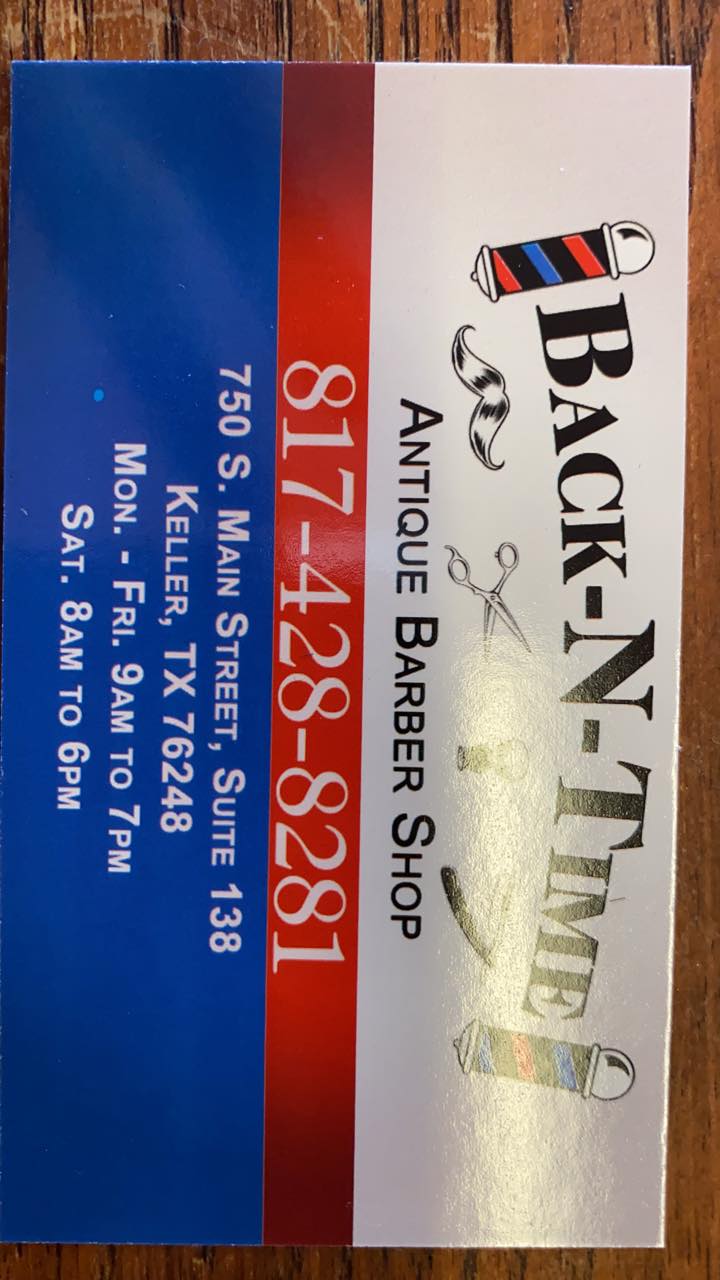 BACK-N-TIME
ANTIQUE BARBER SHOP
817-428-8281
750 S. MAIN STREET, SUITE 138
KELLER, TX 76248
MON. - FRI. 9AM TO 7PM
SAT. 8AM TO 6PM